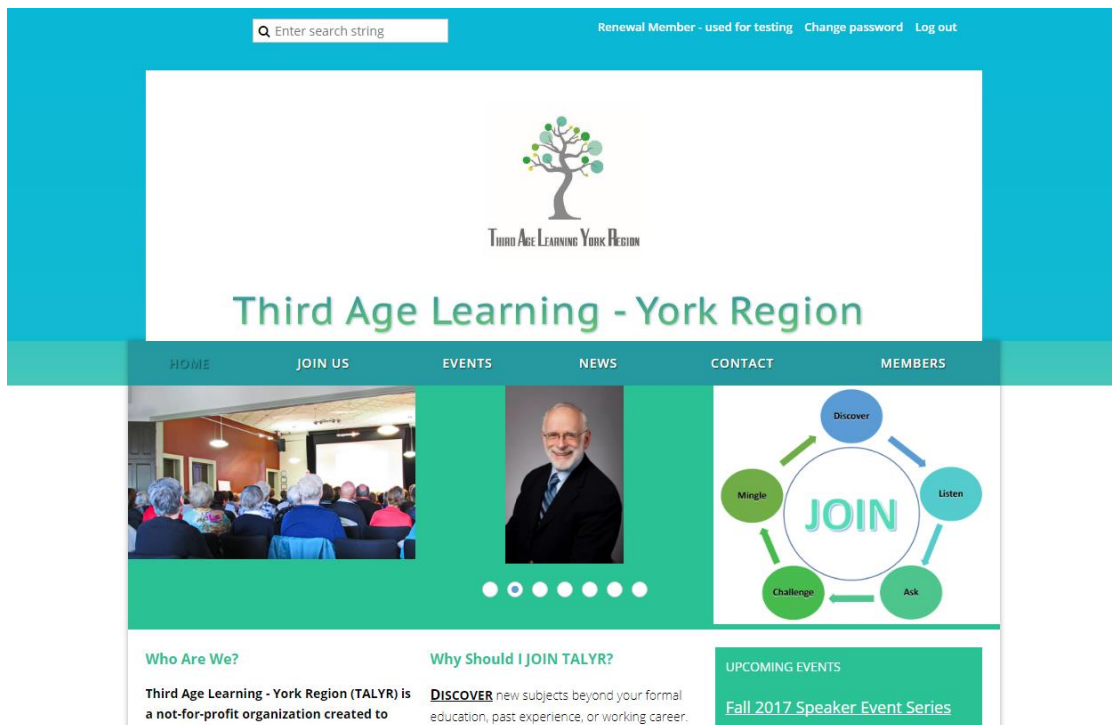 Enter search string
Renewal Member - used for testing Change password Log out
THIRD AGE LEARNING YORK REGION
Third Age Learning - York Region
HOME JOIN US EVENTS NEWS CONTACT MEMBERS
Discover
Listen
Ask
Challenge
Mingle
JOIN
Who Are We?
Third Age Learning - York Region (TALYR) is
a not-for-profit organization created to
Why Should I JOIN TALYR?
DISCOVER new subjects beyond your formal
education, past experience, or working career.
UPCOMING EVENTS
Fall 2017 Speaker Event Series